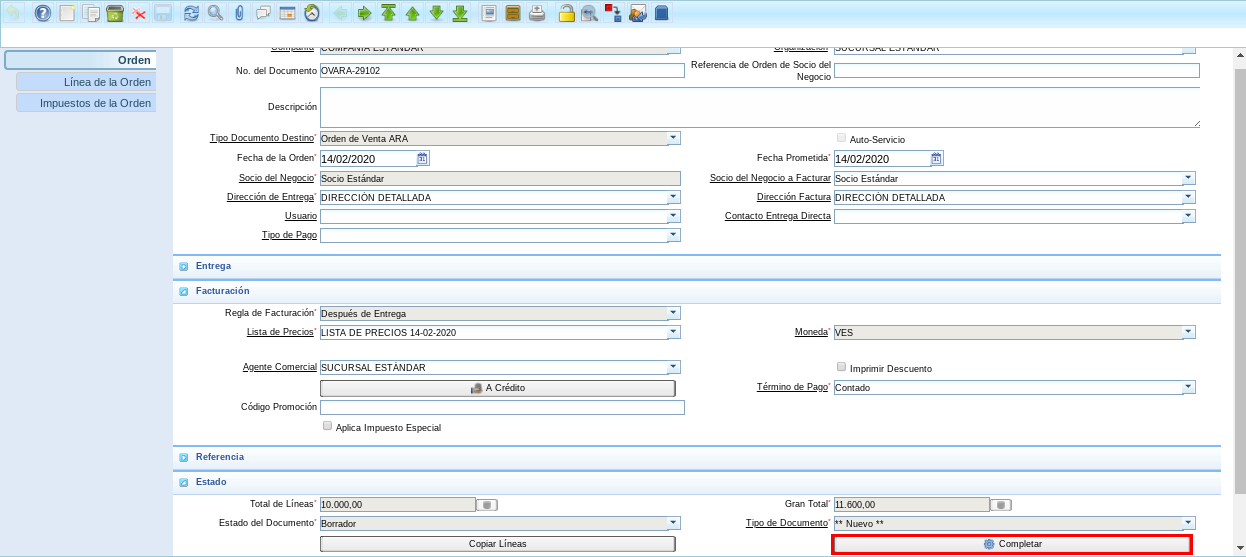 Compañía COMPAÑÍA ESTÁNDAR Organización SUCURSAL ESTÁNDAR
Orden
No. del Documento OVARA-29102 Referencia de Orden de Socio del Negocio
Línea de la Orden
Impuestos de la Orden
Descripción
Tipo Documento Destino* Orden de Venta ARA Auto-Servicio
Fecha de la Orden* 14/02/2020 31 Fecha Prometida* 14/02/2020 31
Socio del Negocio* Socio Estándar Socio del Negocio a Facturar Socio Estándar
Dirección de Entrega* DIRECCIÓN DETALLADA Dirección Factura DIRECCIÓN DETALLADA
Usuario Contacto Entrega Directa
Tipo de Pago
Entrega
Facturación
Regla de Facturación* Después de Entrega
Lista de Precios* LISTA DE PRECIOS 14-02-2020 Moneda* VES
Agente Comercial SUCURSAL ESTÁNDAR Imprimir Descuento
A Crédito Término de Pago* Contado
Código Promoción
Aplica Impuesto Especial
Referencia
Estado
Total de Líneas* 10.000,00 Gran Total* 11.600,00
Estado del Documento* Borrador Tipo de Documento* ** Nuevo **
Copiar Líneas Completar